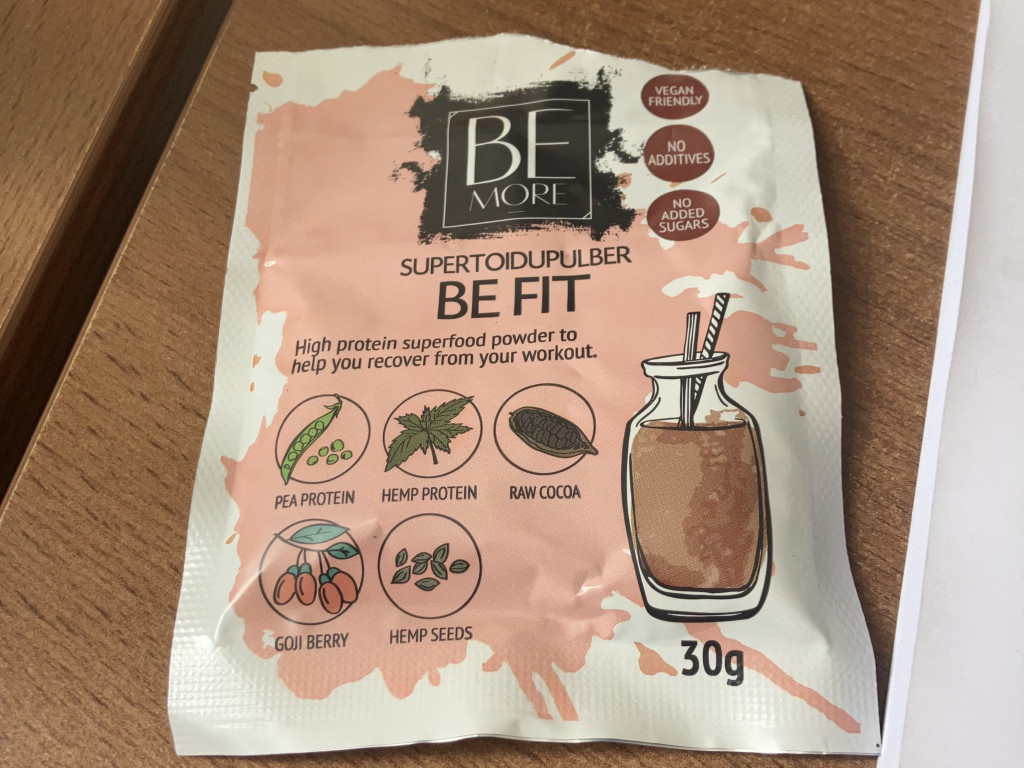 BE
MORE
VEGAN
FRIENDLY
NO
ADDITIVES
NO
ADDED
SUGARS
SUPERTOIDUPULBER
BE FIT
High protein superfood powder to
help you recover from your workout.
PEA PROTEIN
HEMP PROTEIN
RAW COCOA
GOJI BERRY
HEMP SEEDS
30g